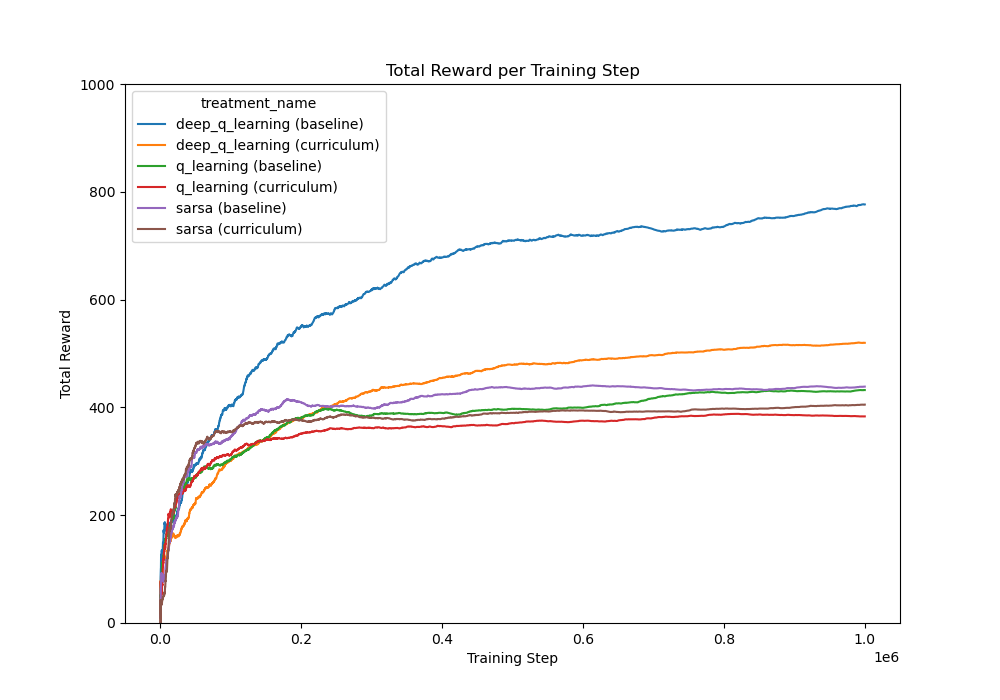 Total Reward per Training Step
1000
800
600
400
200
0
Total Reward
treatment_name
deep_q_learning (baseline)
deep_q_learning (curriculum)
q_learning (baseline)
q_learning (curriculum)
sarsa (baseline)
sarsa (curriculum)
0.0 0.2 0.4 0.6 0.8 1.0
1e6
Training Step